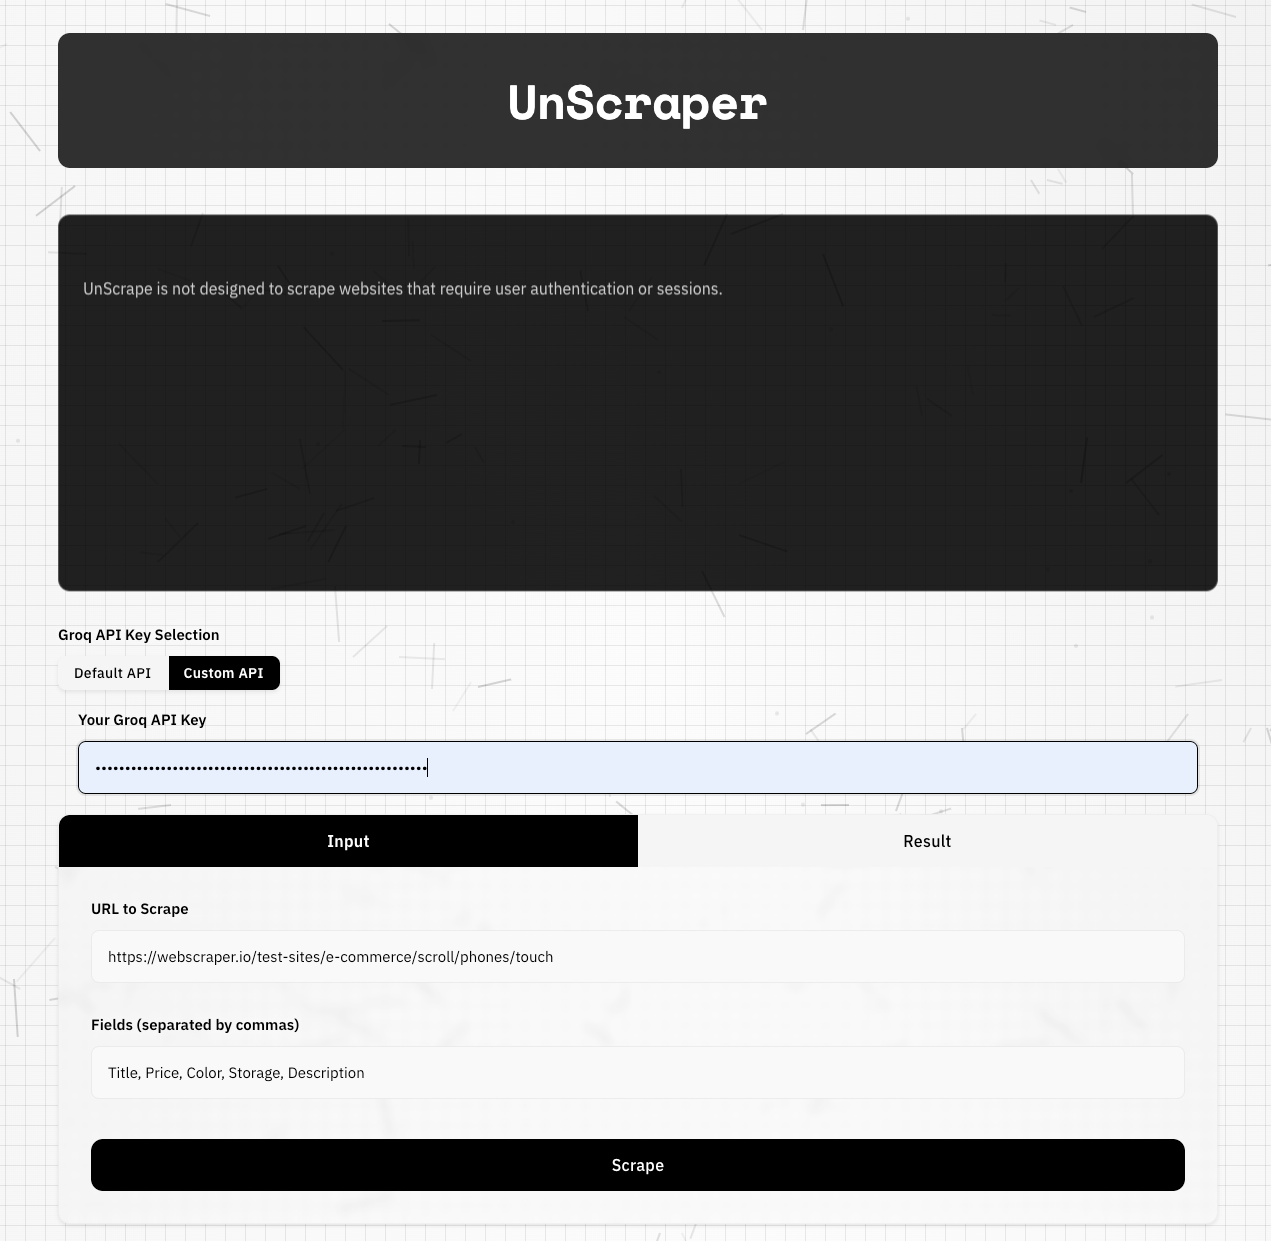 UnScraper
UnScrape is not designed to scrape websites that require user authentication or sessions.
Groq API Key Selection
Default API
Custom API
Your Groq API Key
Input
Result
URL to Scrape
https://webscraper.io/test-sites/e-commerce/scroll/phones/touch
Fields (separated by commas)
Title, Price, Color, Storage, Description
Scrape